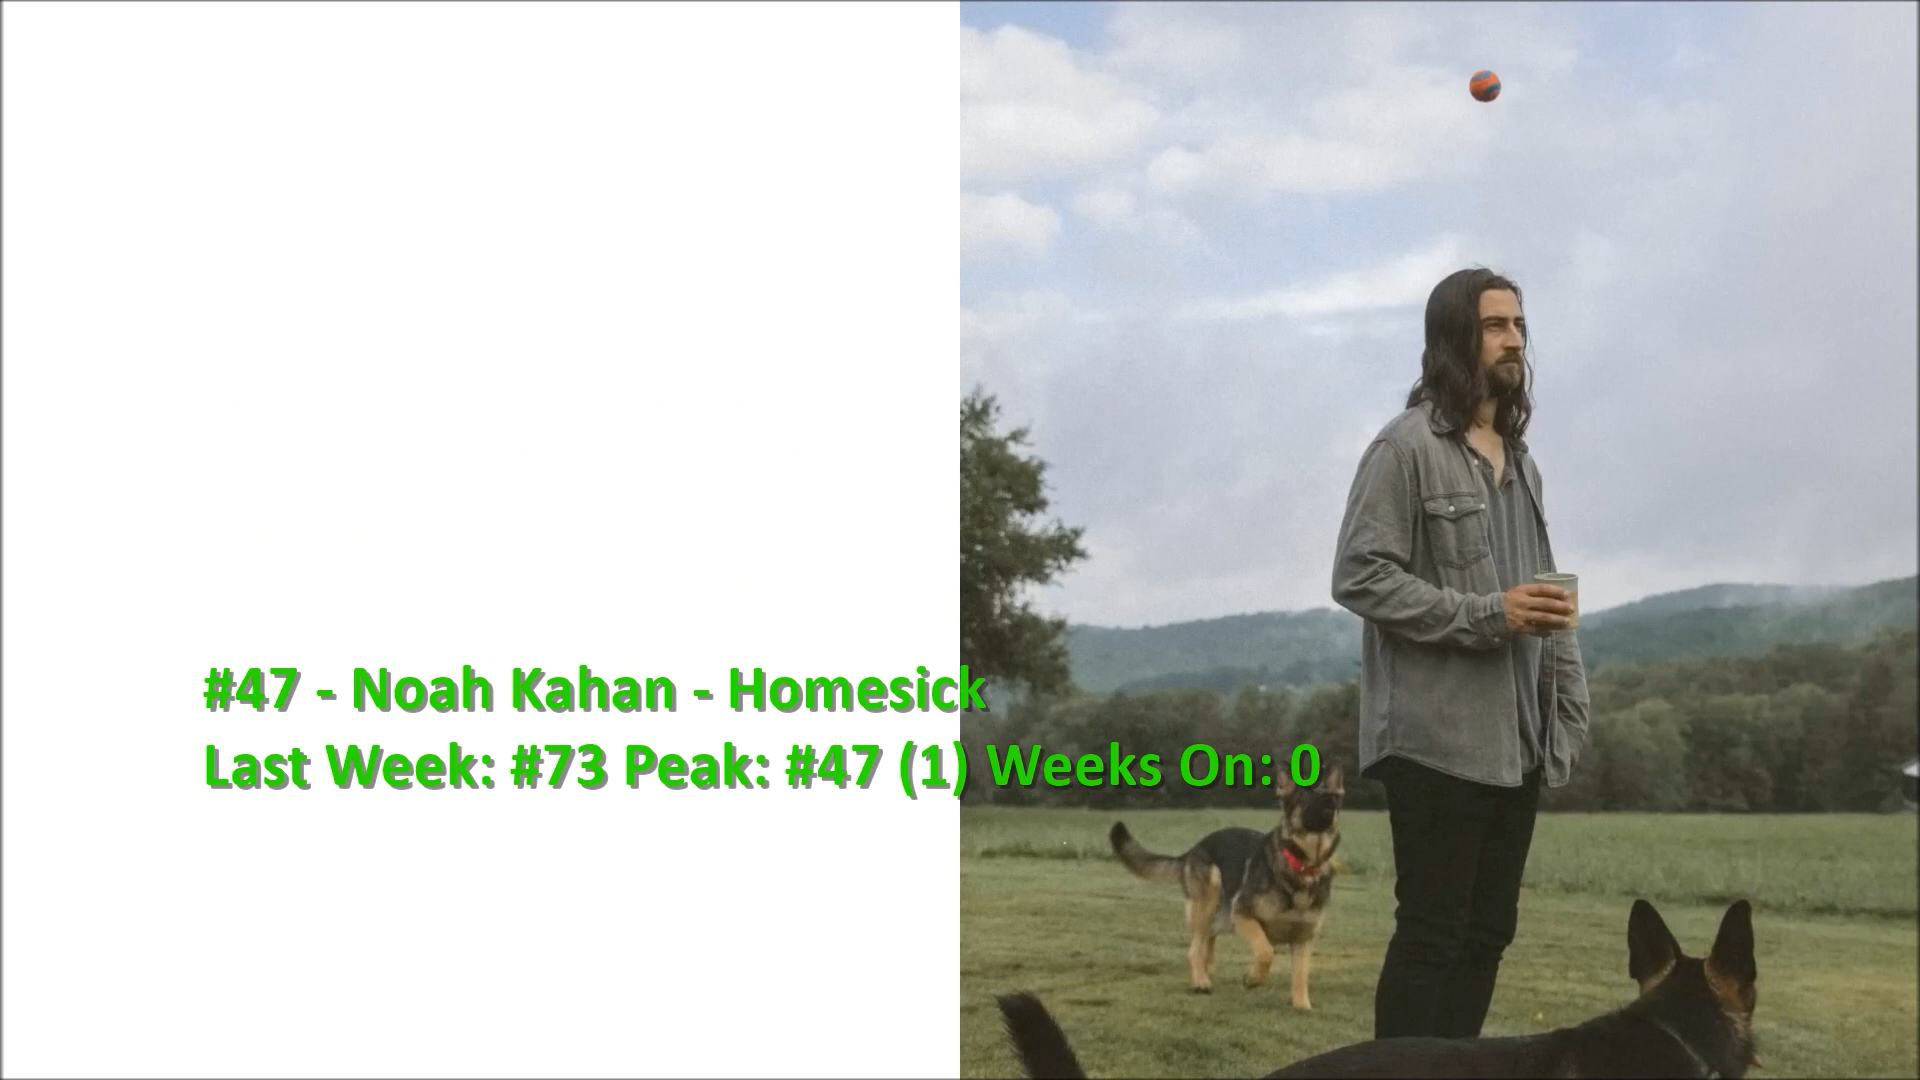 #47 - Noah Kahan - Homesick
Last Week: #73 Peak: #47 (1) Weeks On: 0